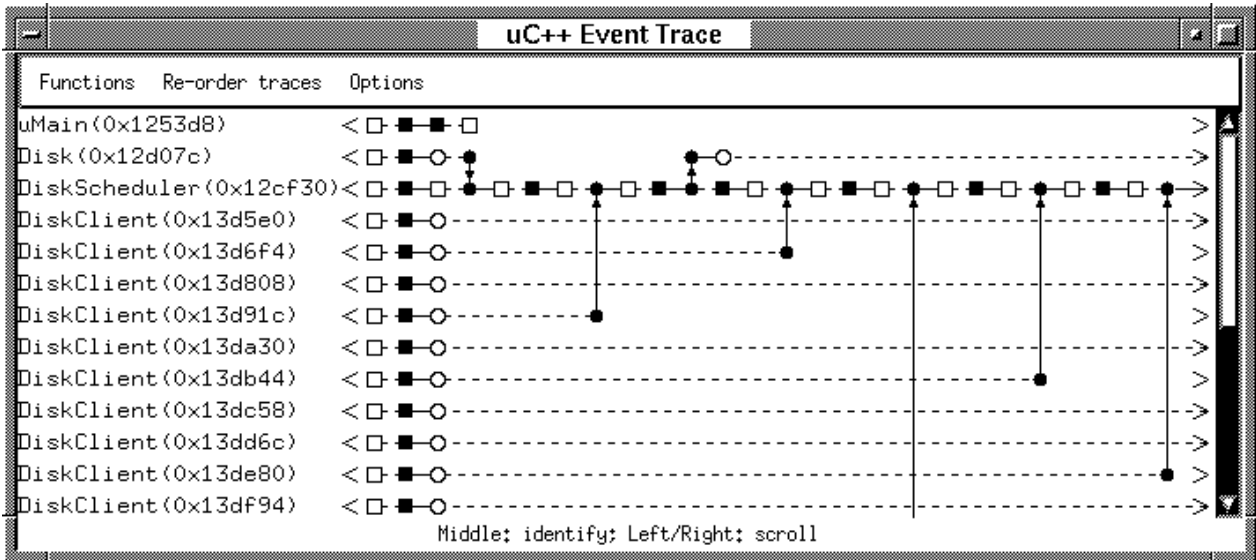 uC++ Event Trace
Functions Re-order traces Options
uMain(0x1253d8)
Disk(0x12d07c)
DiskScheduler(0x12cf30)
DiskClient(0x13d5e0)
DiskClient(0x13d6f4)
DiskClient(0x13d808)
DiskClient(0x13d91c)
DiskClient(0x13da30)
DiskClient(0x13db44)
DiskClient(0x13dc58)
DiskClient(0x13dd6c)
DiskClient(0x13de80)
DiskClient(0x13df94)
Middle: identify; Left/Right: scroll